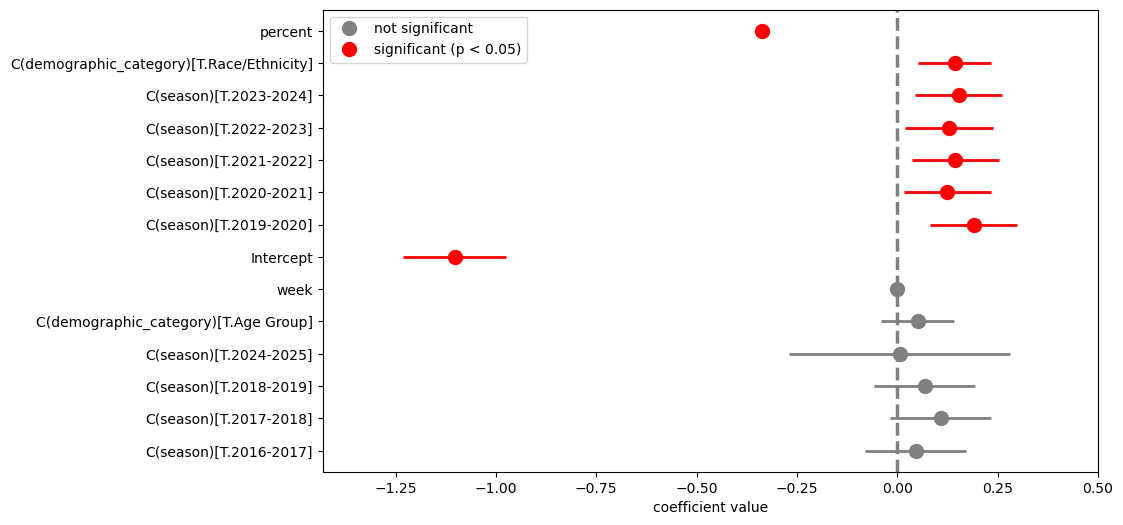 not significant
significant (p < 0.05)
percent
C(demographic_category)[T.Race/Ethnicity]
C(season)[T.2023-2024]
C(season)[T.2022-2023]
C(season)[T.2021-2022]
C(season)[T.2020-2021]
C(season)[T.2019-2020]
Intercept
week
C(demographic_category)[T.Age Group]
C(season)[T.2024-2025]
C(season)[T.2018-2019]
C(season)[T.2017-2018]
C(season)[T.2016-2017]
−1.25 −1.00 −0.75 −0.50 −0.25 0.00 0.25 0.50
coefficient value